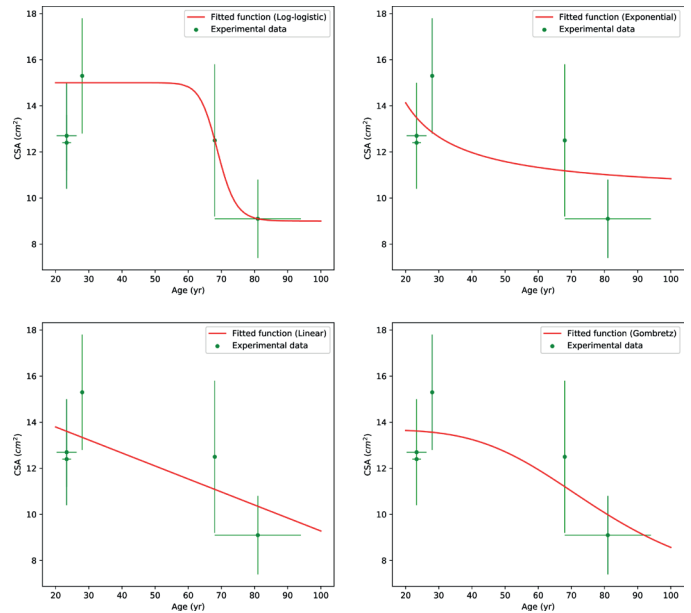 Fitted function (Log-logistic)
Experimental data
18
16
14
12
10
8
CSA (cm²)
20 30 40 50 60 70 80 90 100
Age (yr)
Fitted function (Exponential)
Experimental data
18
16
14
12
10
8
CSA (cm²)
20 30 40 50 60 70 80 90 100
Age (yr)
Fitted function (Linear)
Experimental data
18
16
14
12
10
8
CSA (cm²)
20 30 40 50 60 70 80 90 100
Age (yr)
Fitted function (Gombretz)
Experimental data
18
16
14
12
10
8
CSA (cm²)
20 30 40 50 60 70 80 90 100
Age (yr)